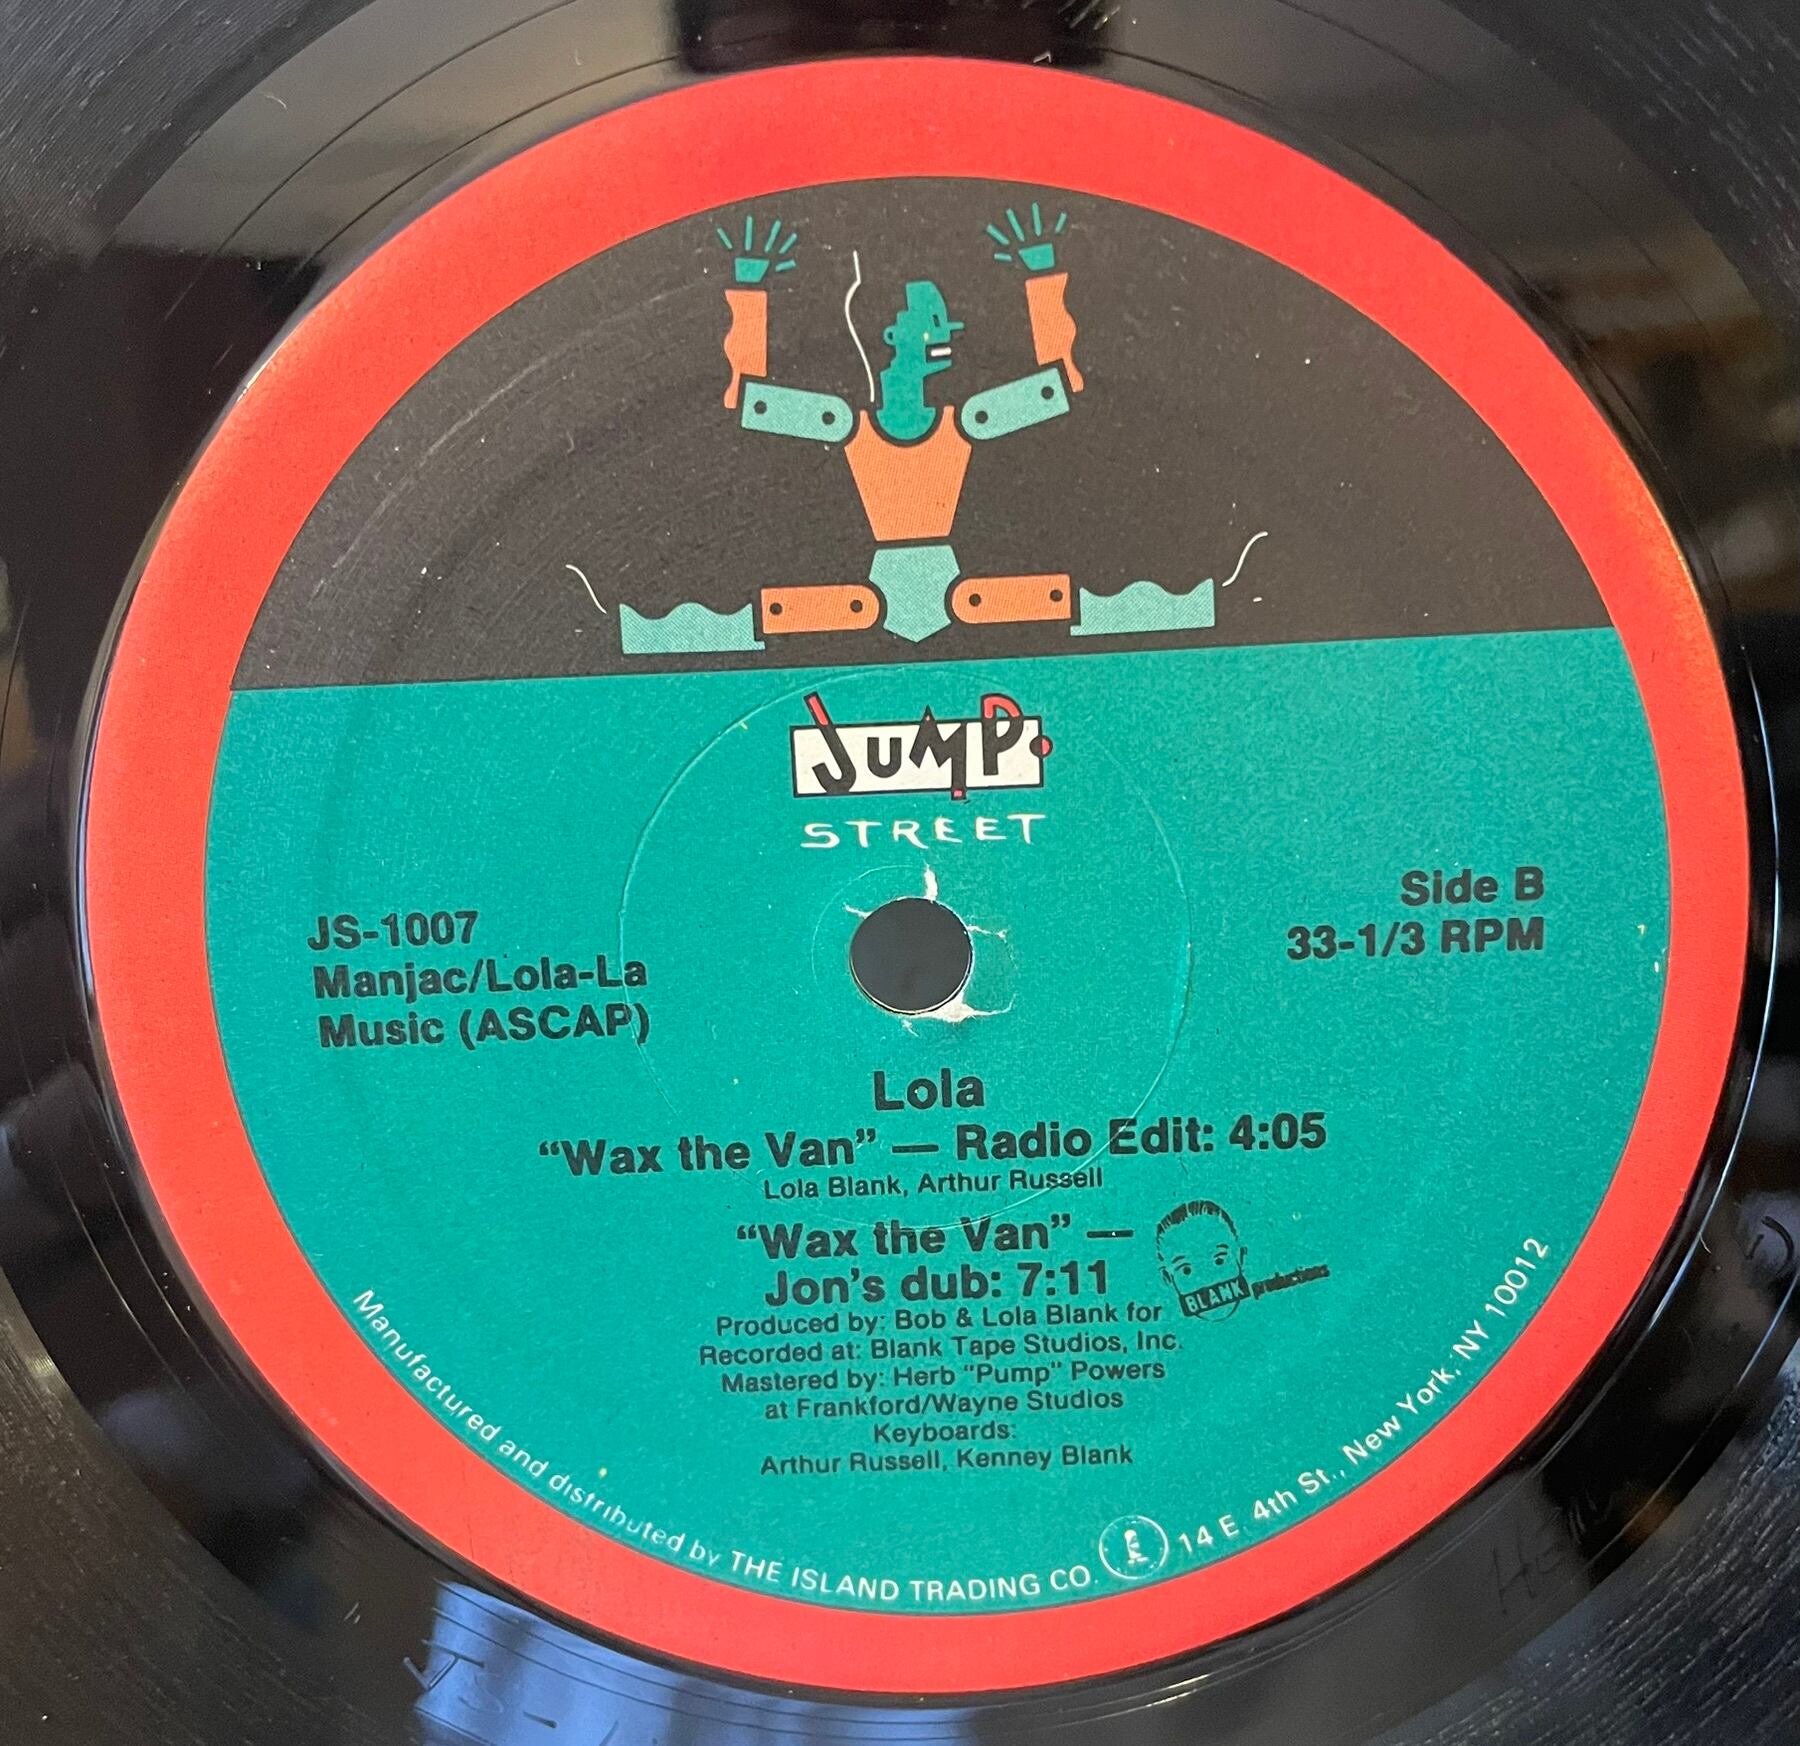 JUMP.
STREET
JS-1007
Manjac/Lola-La
Music (ASCAP)
Side B
33-1/3 RPM
Lola
“Wax the Van” — Radio Edit: 4:05
Lola Blank, Arthur Russell
“Wax the Van” —
Jon's dub: 7:11
BLANK productions
Produced by: Bob & Lola Blank for
Recorded at: Blank Tape Studios, Inc.
Mastered by: Herb "Pump" Powers
at Frankford/Wayne Studios
Keyboards:
Arthur Russell, Kenney Blank
Manufactured and distributed by THE ISLAND TRADING CO. 14 E. 4th St., New York, NY 10012